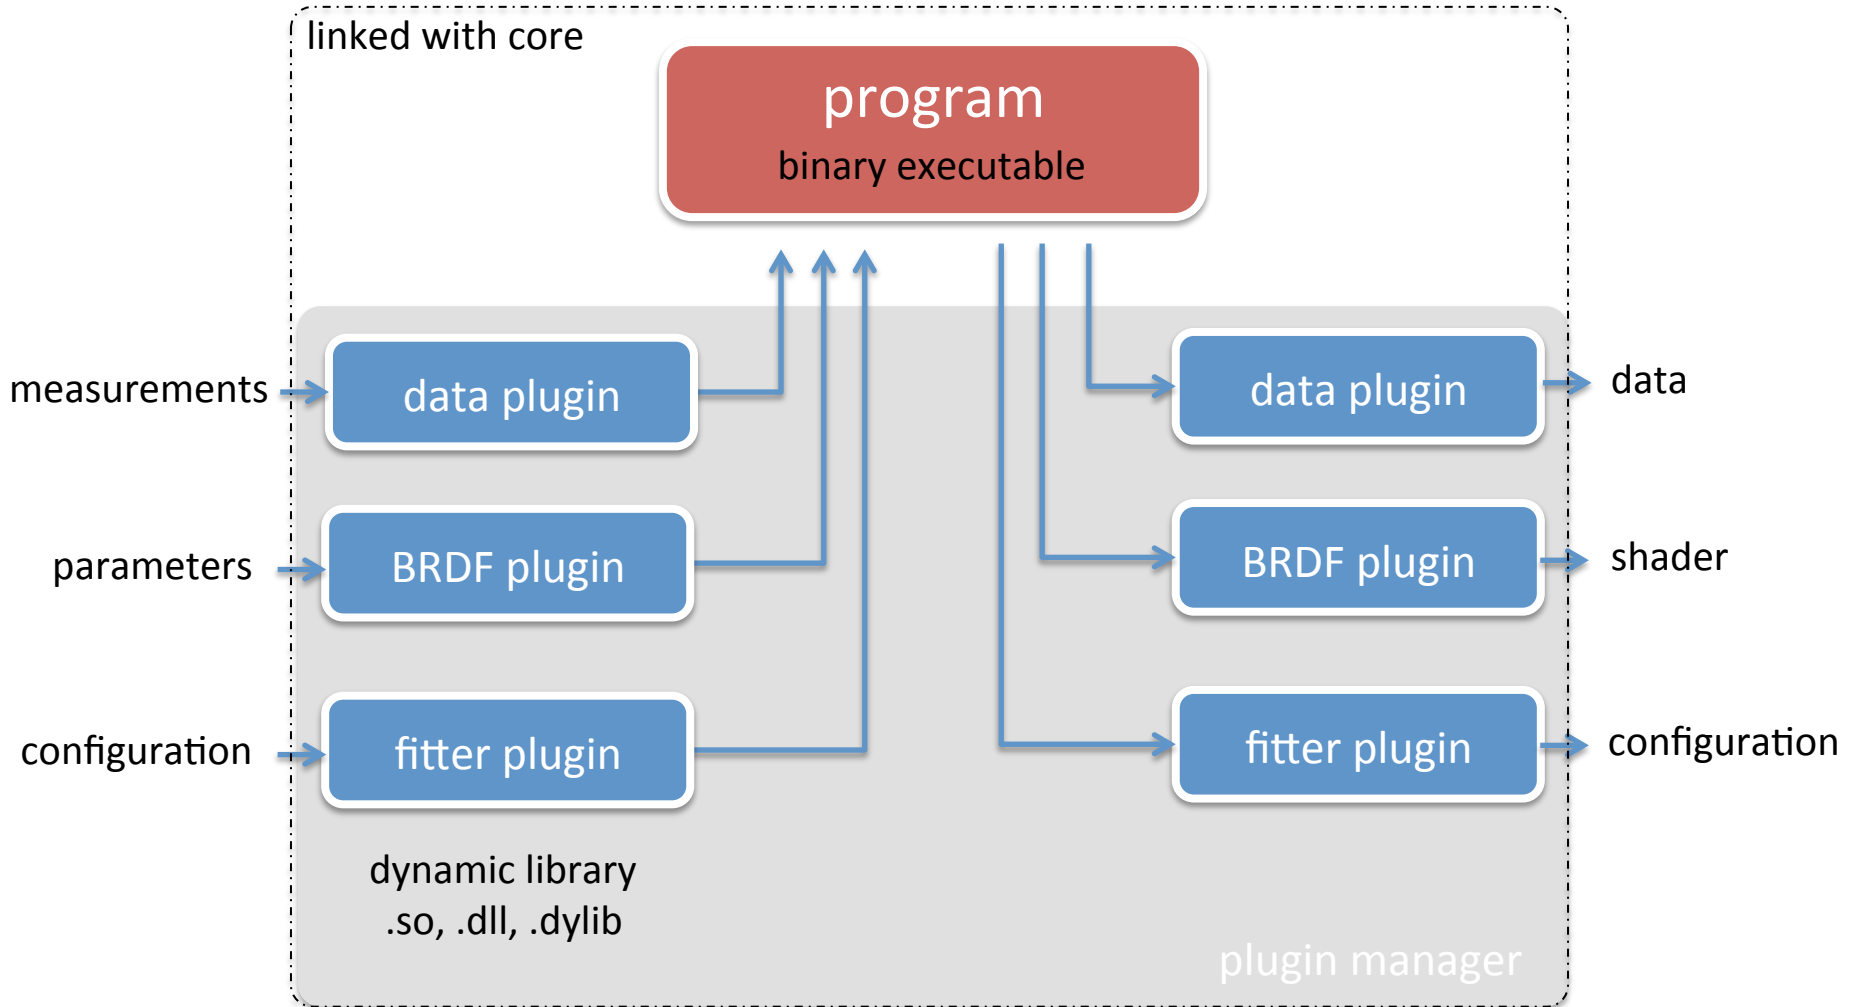 linked with core
program
binary executable
measurements
data plugin
data plugin
data
parameters
BRDF plugin
BRDF plugin
shader
configuration
fitter plugin
fitter plugin
configuration
dynamic library
.so, .dll, .dylib
plugin manager